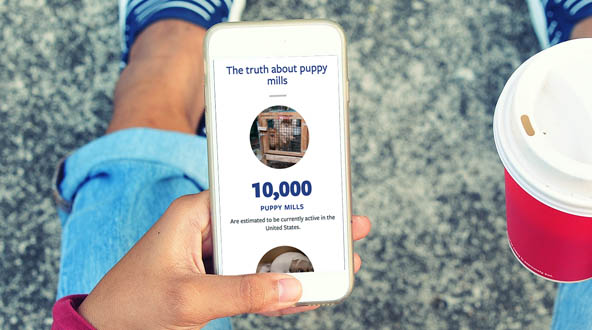 The truth about puppy
mills
10,000
PUPPY MILLS
Are estimated to be currently active in the
United States.